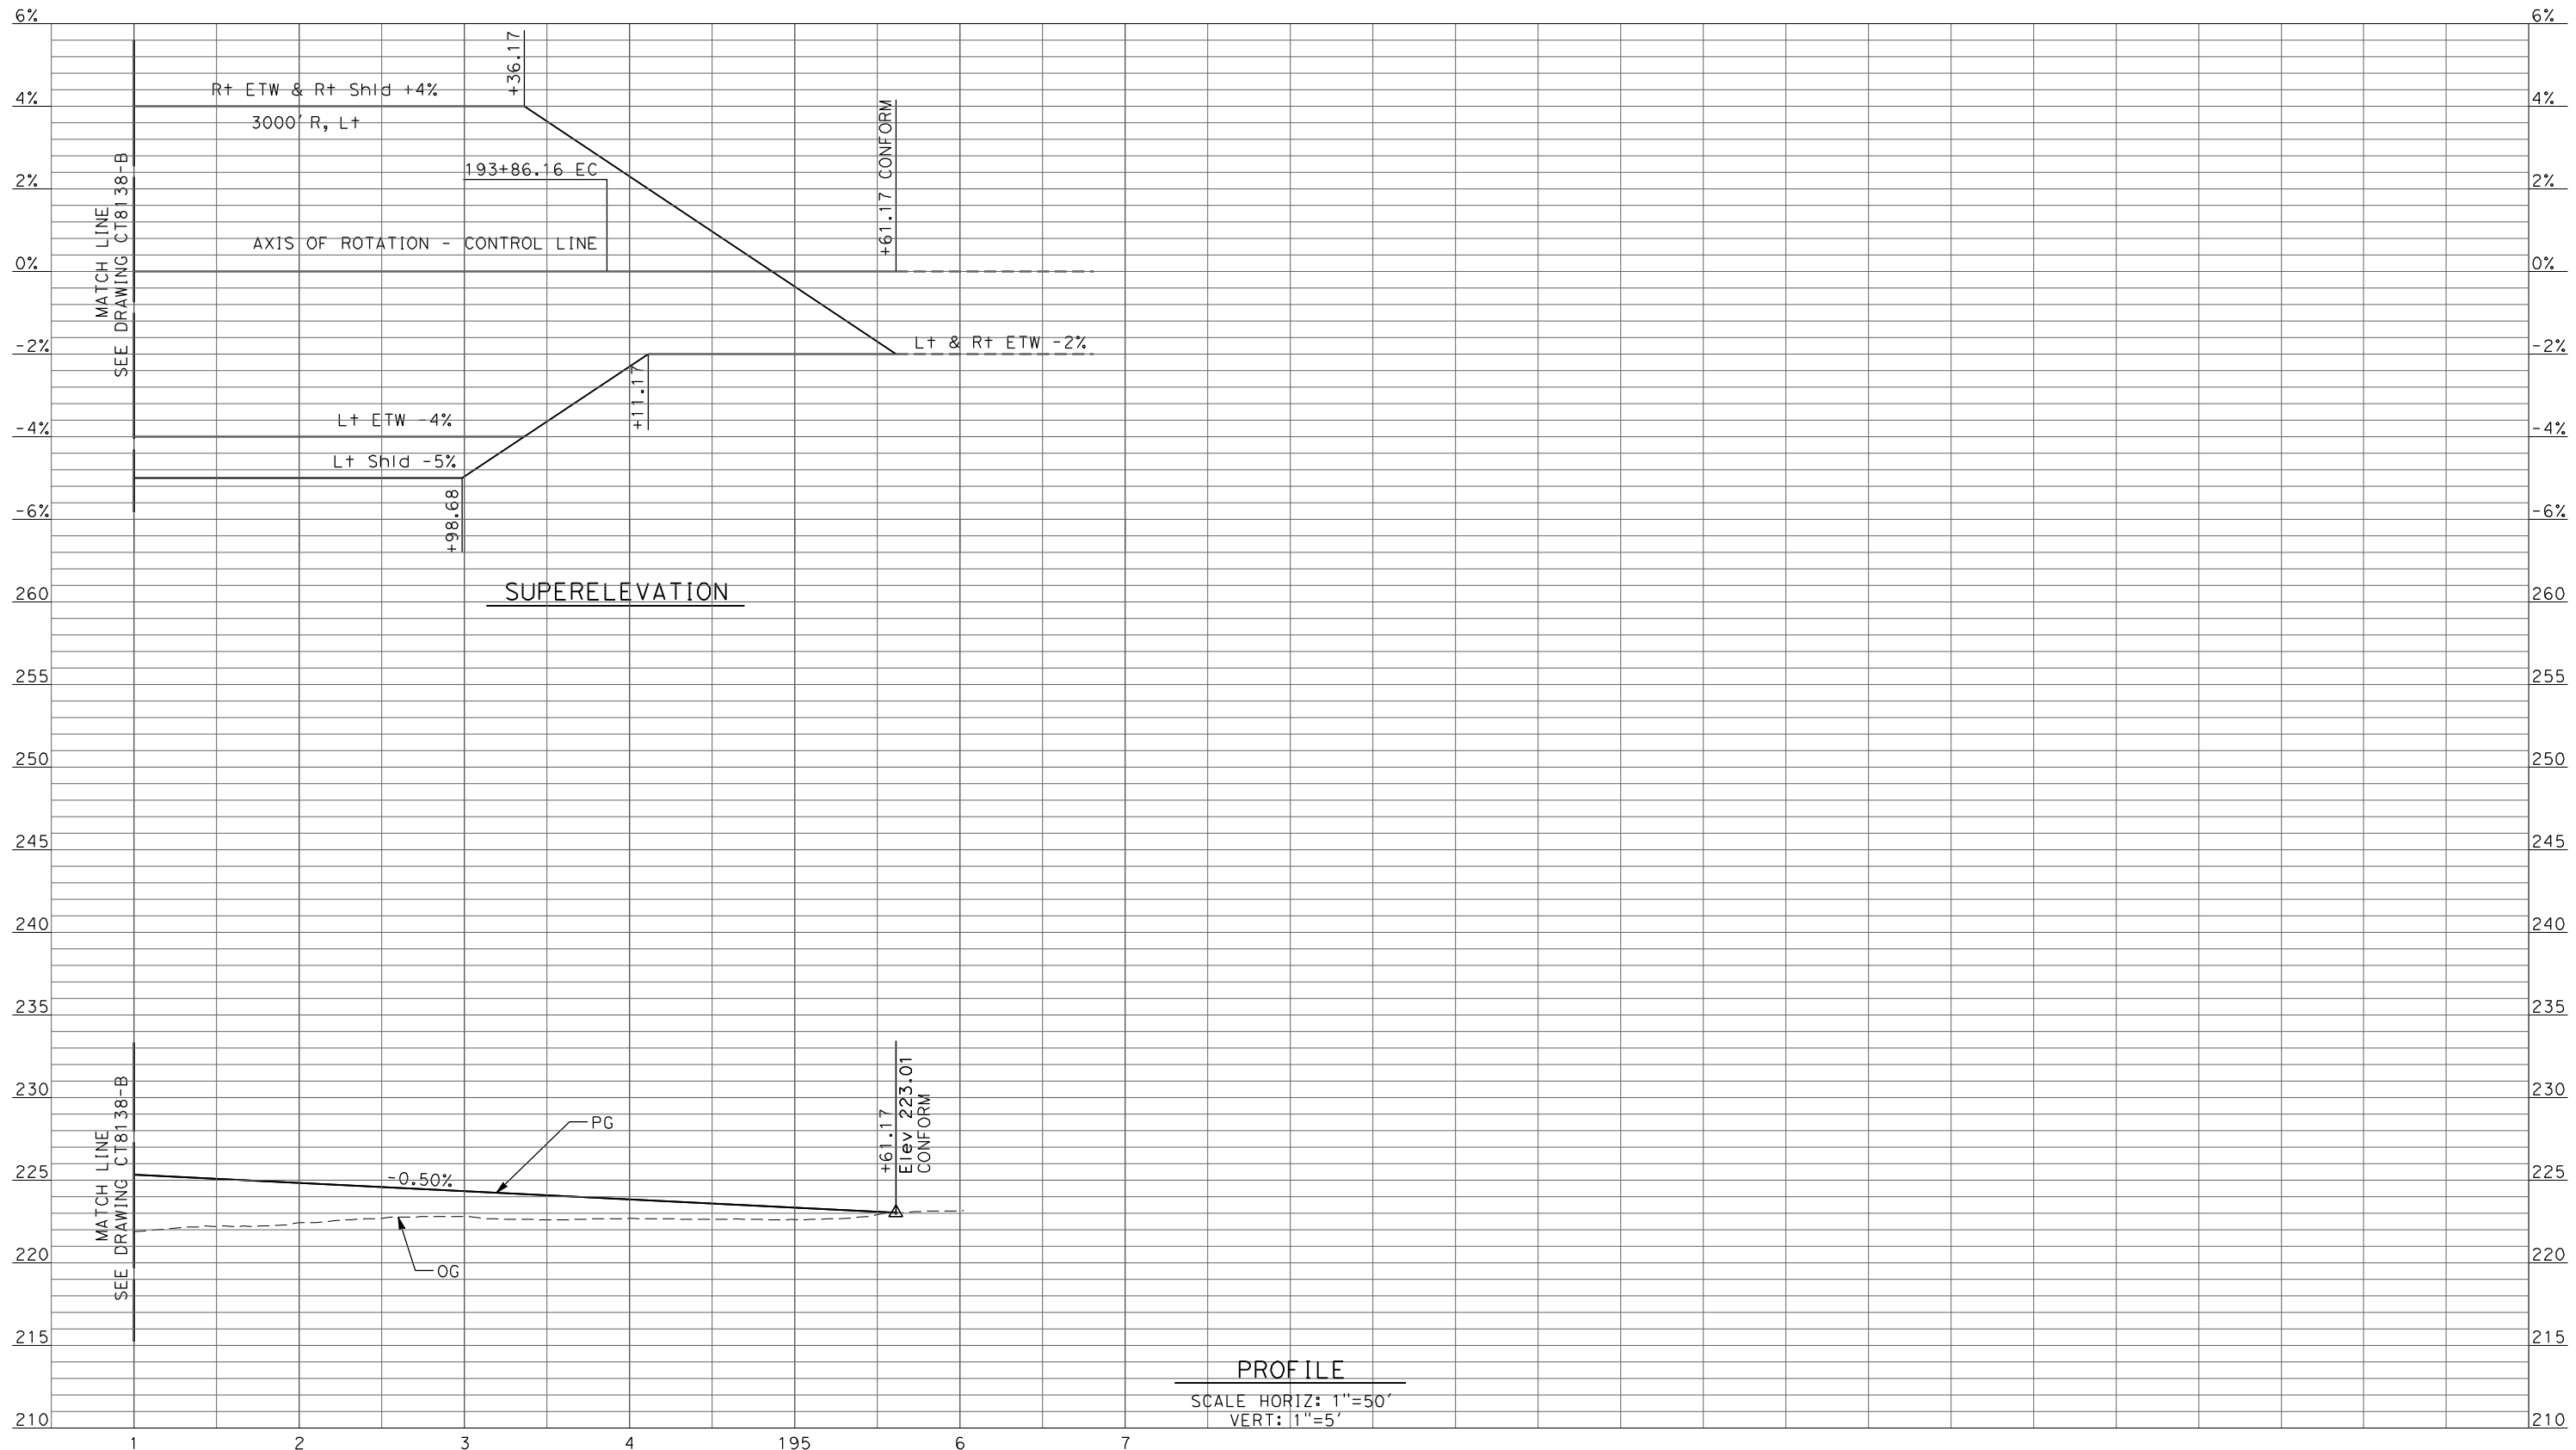 6% 6%
+36.17
Rt ETW & Rt Shld +4%
4% 4%
3000' R, Lt
+61.17 CONFORM
193+86.16 EC
2% 2%
MATCH LINE
SEE DRAWING CT8138-B
AXIS OF ROTATION - CONTROL LINE
0% 0%
Lt & Rt ETW -2%
-2% -2%
+11.17
Lt ETW -4%
-4% -4%
Lt Shld -5%
+98.68
-6% -6%
SUPERELEVATION
260 260
255 255
250 250
245 245
240 240
235 235
230 230
+61.17
Elev 223.01
CONFORM
PG
MATCH LINE
SEE DRAWING CT8138-B
225 225
-0.50%
220 220
OG
215 215
PROFILE
SCALE HORIZ: 1"=50'
VERT: 1"=5'
210 210
1 2 3 4 195 6 7